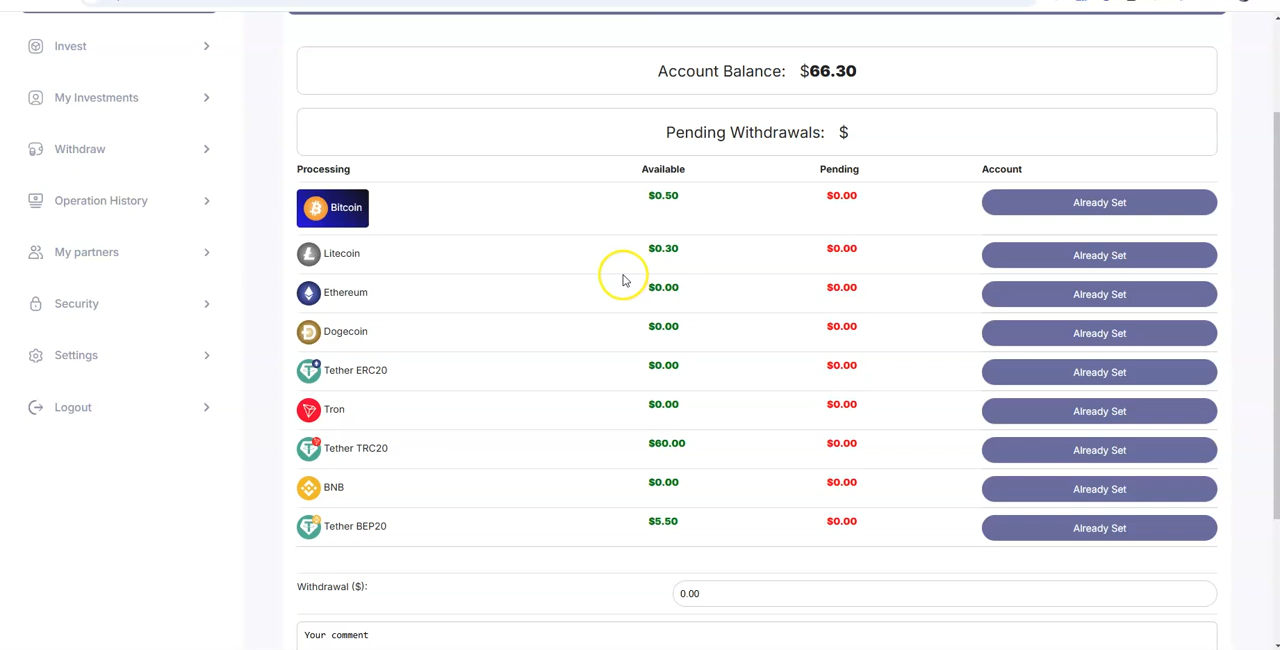 Invest
My Investments
Withdraw
Operation History
My partners
Security
Settings
Logout
Account Balance: $66.30
Pending Withdrawals: $
Processing Available Pending Account
Bitcoin $0.50 $0.00 Already Set
Litecoin $0.30 $0.00 Already Set
Ethereum $0.00 $0.00 Already Set
Dogecoin $0.00 $0.00 Already Set
Tether ERC20 $0.00 $0.00 Already Set
Tron $0.00 $0.00 Already Set
Tether TRC20 $60.00 $0.00 Already Set
BNB $0.00 $0.00 Already Set
Tether BEP20 $5.50 $0.00 Already Set
Withdrawal ($): 0.00
Your comment